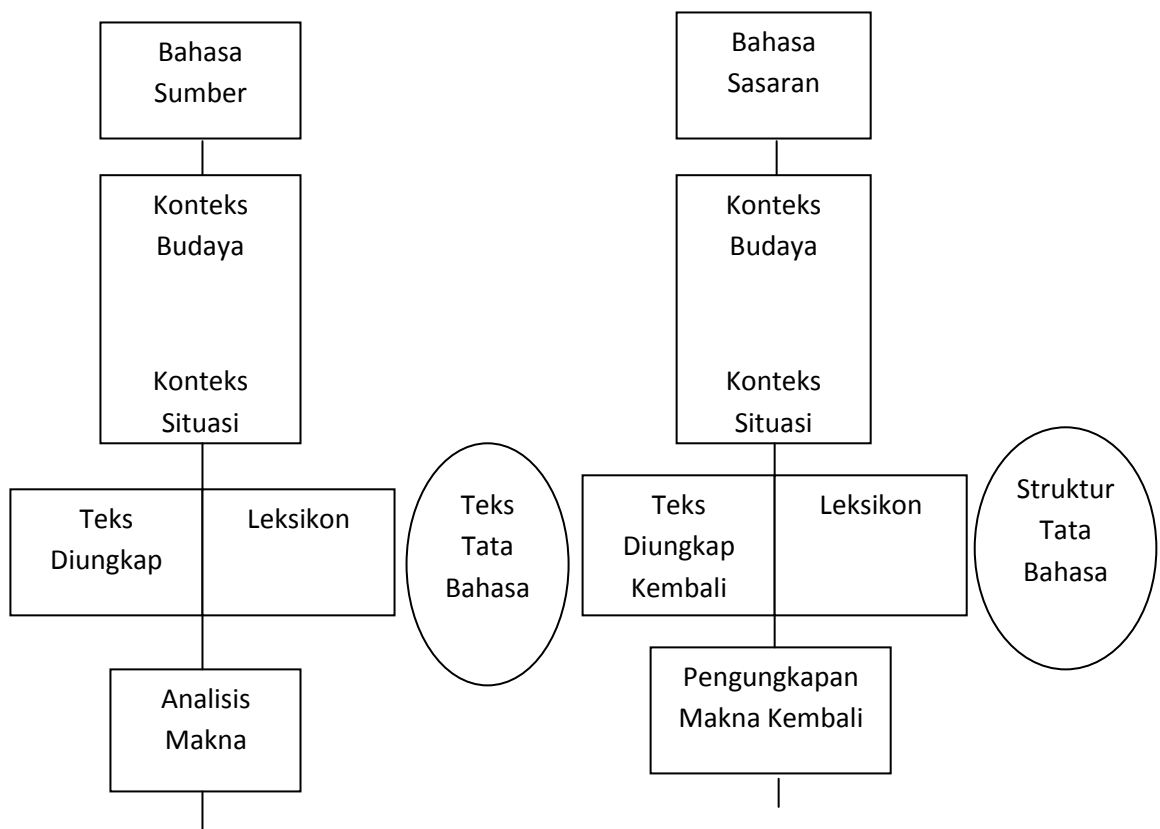 Bahasa
Sumber
Konteks
Budaya
Konteks
Situasi
Teks
Diungkap
Leksikon
Teks
Tata
Bahasa
Analisis
Makna
Bahasa
Sasaran
Konteks
Budaya
Konteks
Situasi
Teks
Diungkap
Kembali
Leksikon
Struktur
Tata
Bahasa
Pengungkapan
Makna Kembali